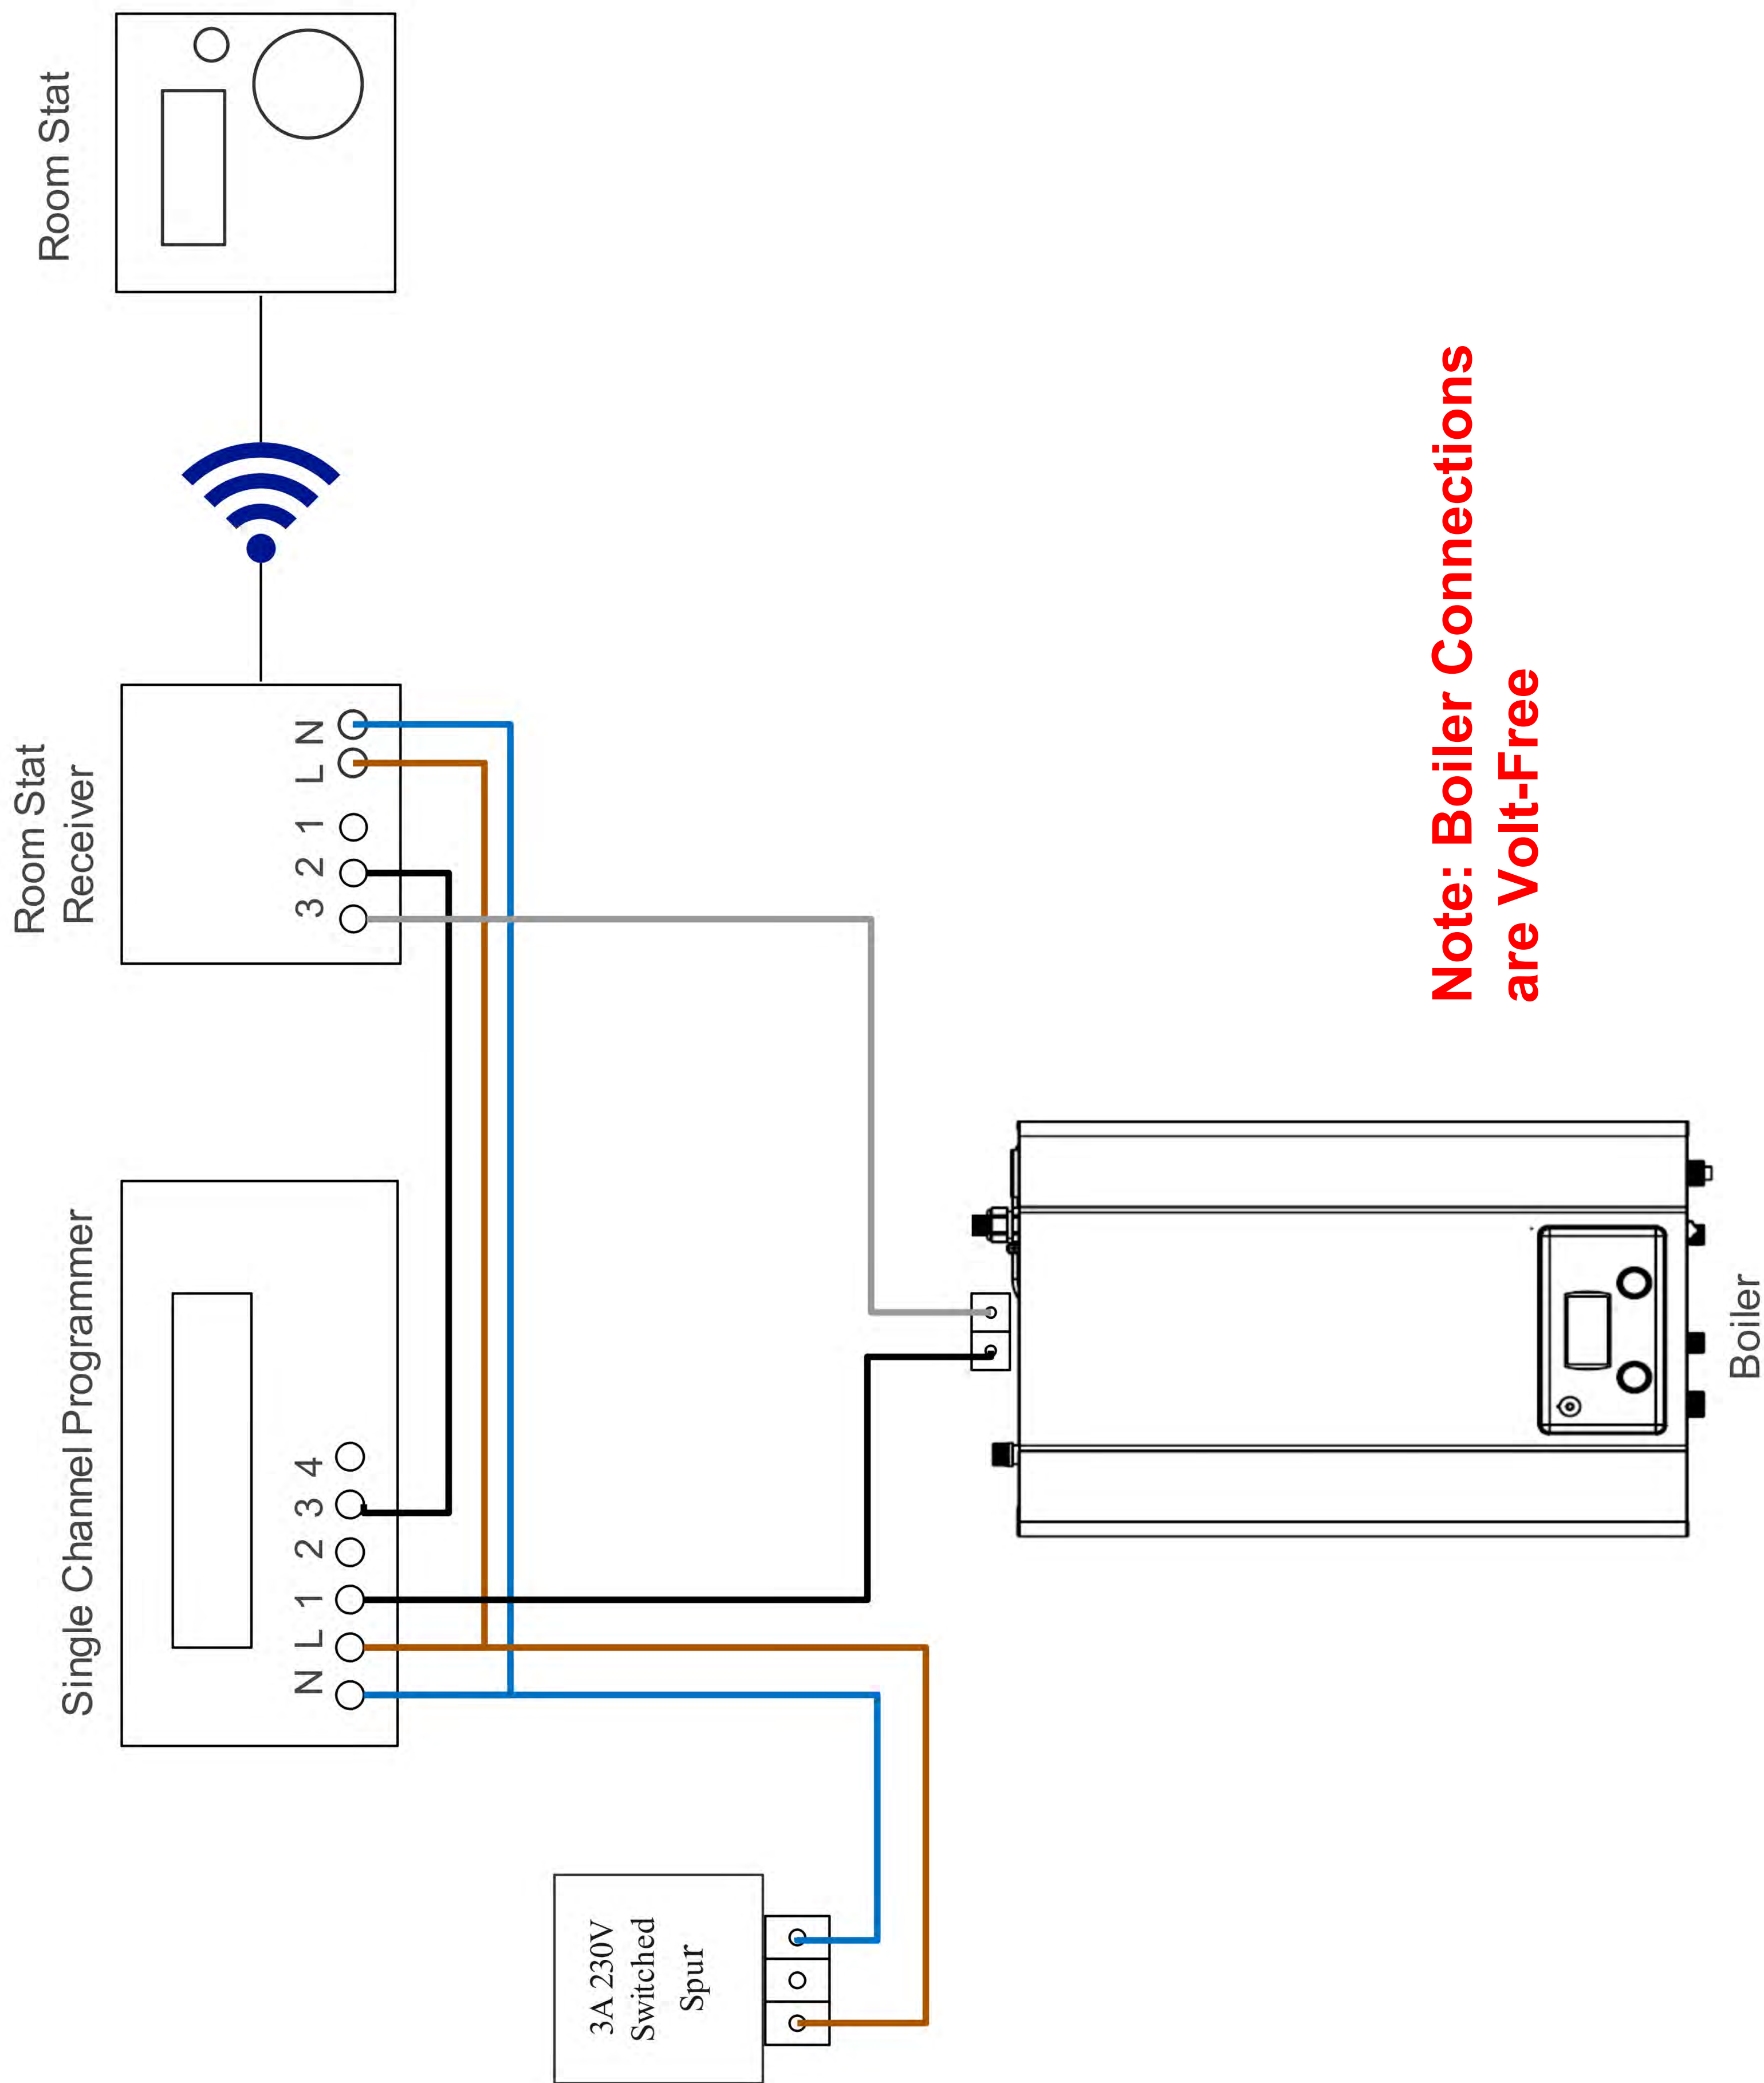 3A 230V
Switched
Spur
Single Channel Programmer
N L 1 2 3 4
Room Stat
Receiver
3 2 1 L N
Room Stat
Boiler
Note: Boiler Connections
are Volt-Free